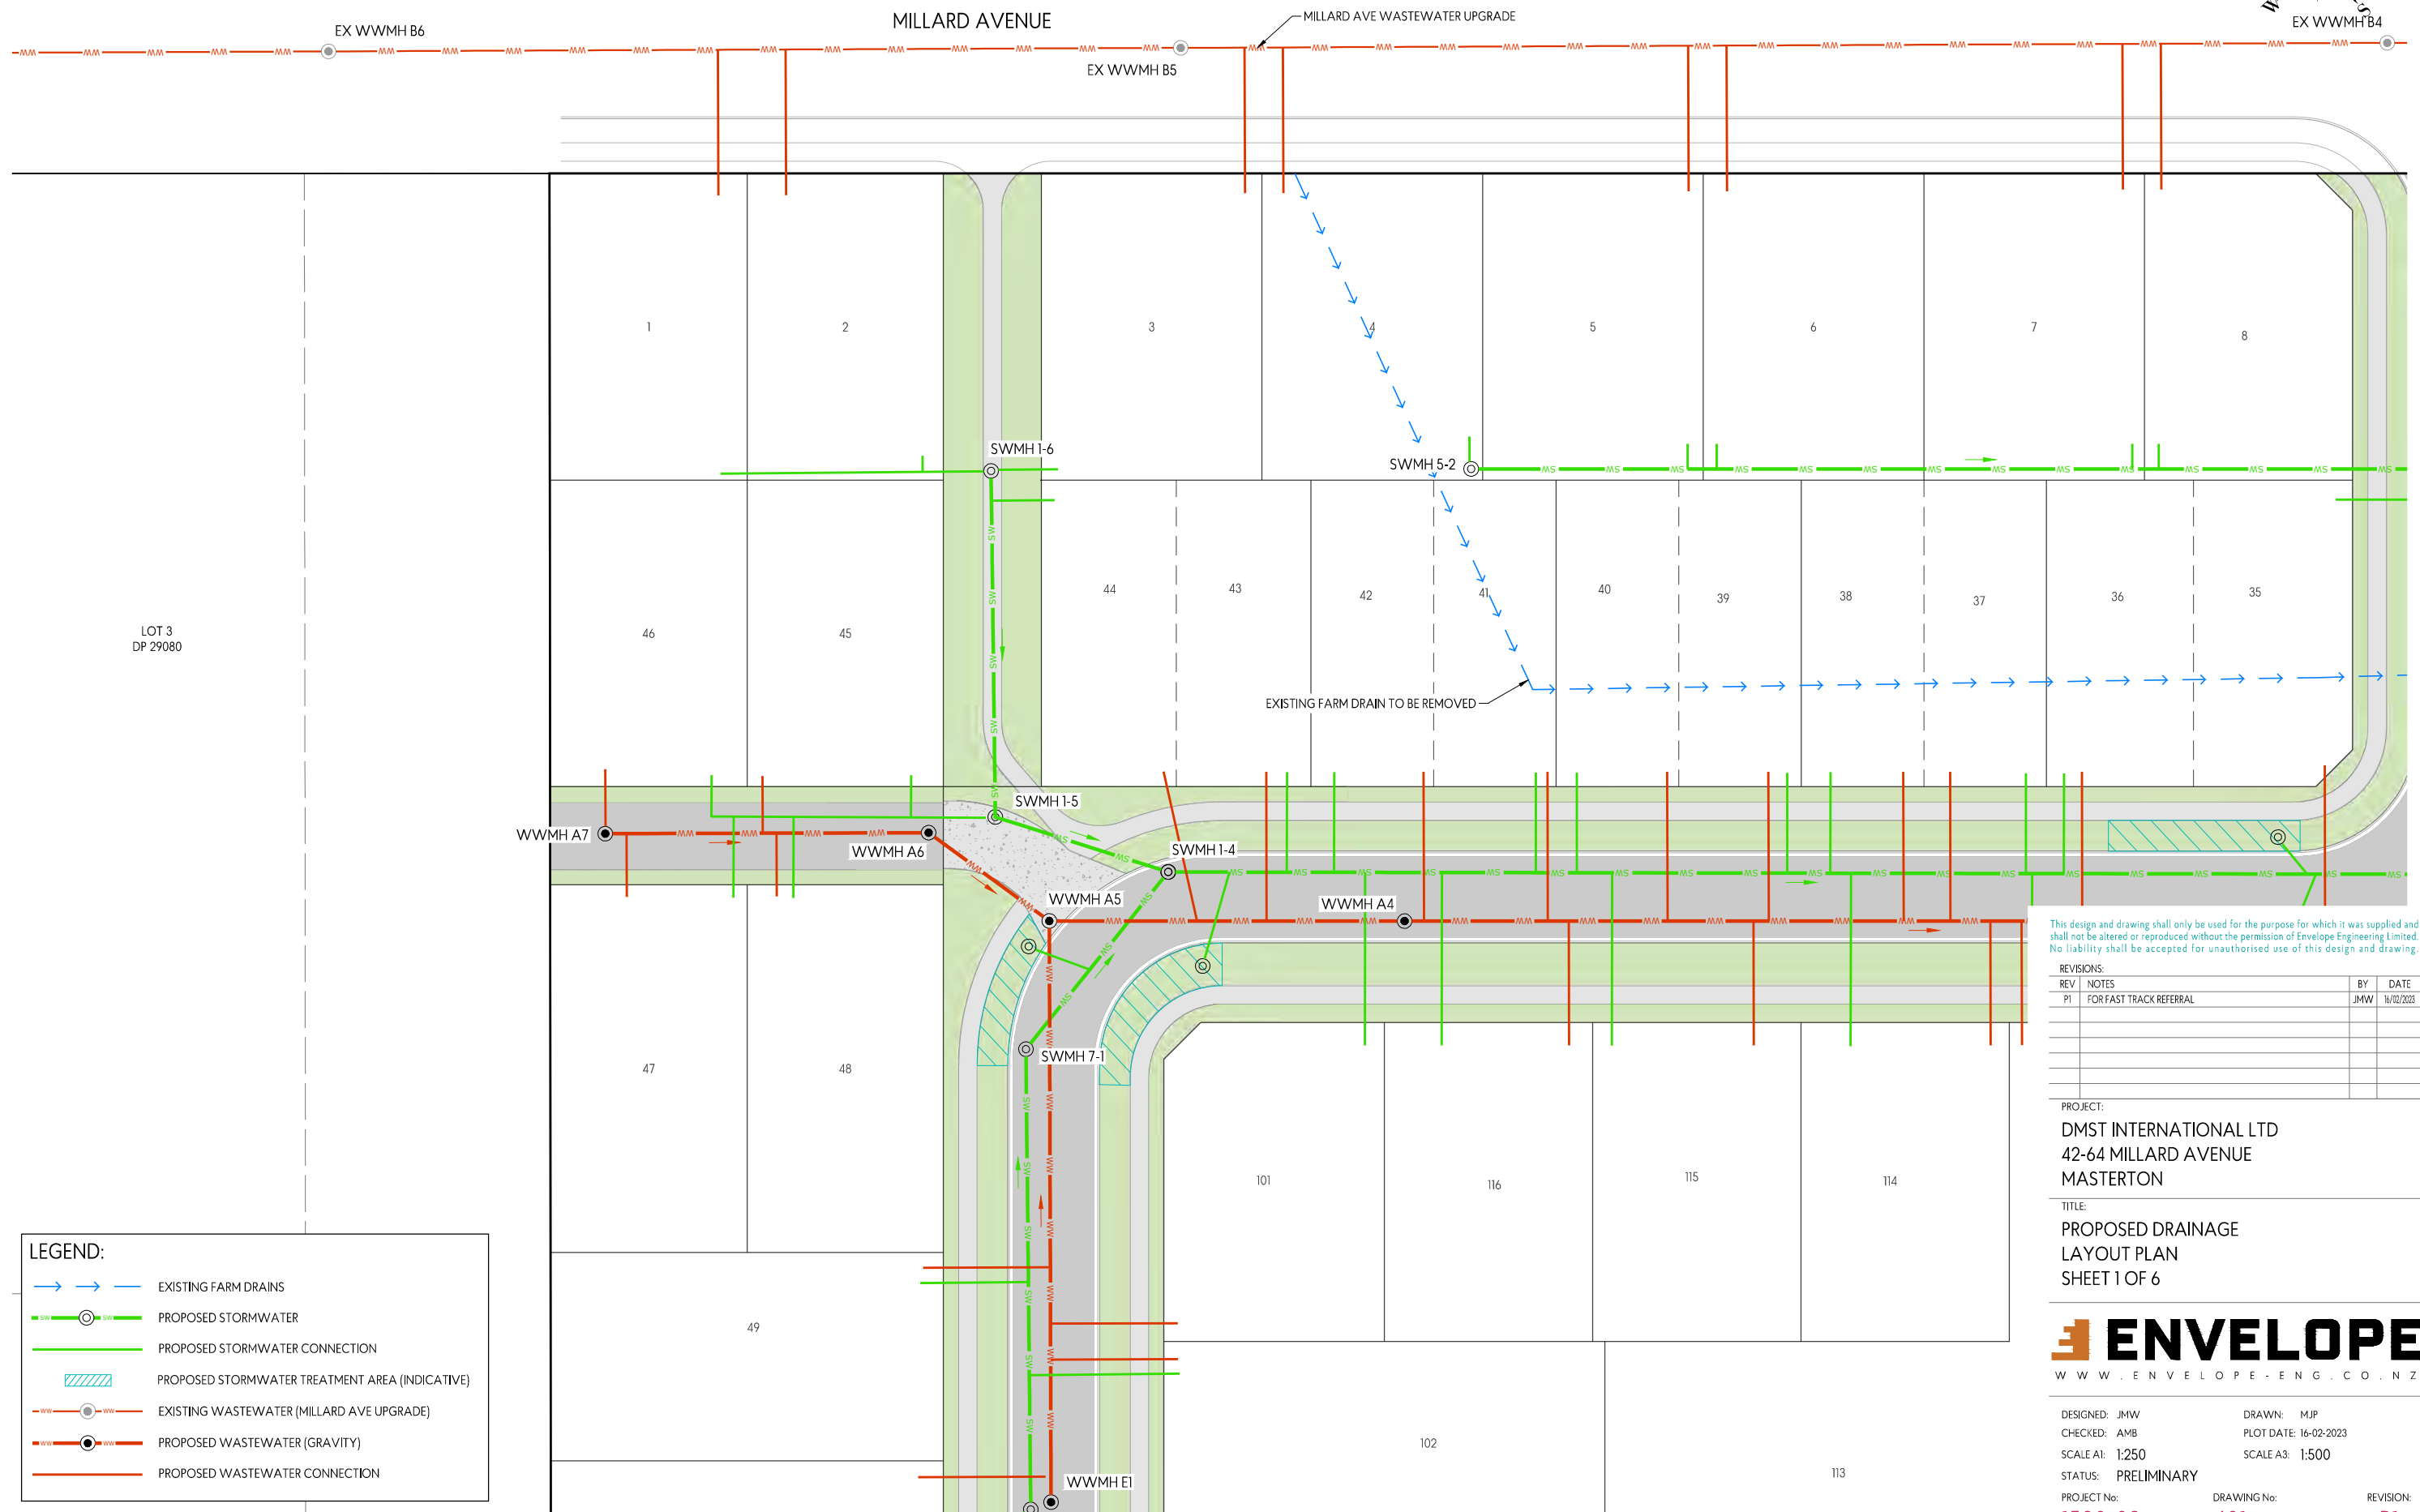 MILLARD AVENUE
MILLARD AVE WASTEWATER UPGRADE
EX WWMH B6
EX WWMH B5
EX WWMH B4
1
2
3
4
5
6
7
8
SWMH 1-6
SWMH 5-2
LOT 3
DP 29080
46
45
44
43
42
41
40
39
38
37
36
35
EXISTING FARM DRAIN TO BE REMOVED
SWMH 1-5
WWMH A7
WWMH A6
SWMH 1-4
WWMH A5
WWMH A4
SWMH 7-1
47
48
49
101
116
115
114
102
113
WWMH E1
LEGEND:
EXISTING FARM DRAINS
PROPOSED STORMWATER
PROPOSED STORMWATER CONNECTION
PROPOSED STORMWATER TREATMENT AREA (INDICATIVE)
EXISTING WASTEWATER (MILLARD AVE UPGRADE)
PROPOSED WASTEWATER (GRAVITY)
PROPOSED WASTEWATER CONNECTION
This design and drawing shall only be used for the purpose for which it was supplied and
shall not be altered or reproduced without the permission of Envelope Engineering Limited.
No liability shall be accepted for unauthorised use of this design and drawing.
REVISIONS:
REV NOTES BY DATE
P1 FOR FAST TRACK REFERRAL JMW 16/02/2023
PROJECT:
DMST INTERNATIONAL LTD
42-64 MILLARD AVENUE
MASTERTON
TITLE:
PROPOSED DRAINAGE
LAYOUT PLAN
SHEET 1 OF 6
ENVELOPE
WWW.ENVELOPE-ENG.CO.NZ
DESIGNED: JMW DRAWN: MJP
CHECKED: AMB PLOT DATE: 16-02-2023
SCALE A1: 1:250 SCALE A3: 1:500
STATUS: PRELIMINARY
PROJECT No: DRAWING No: REVISION: